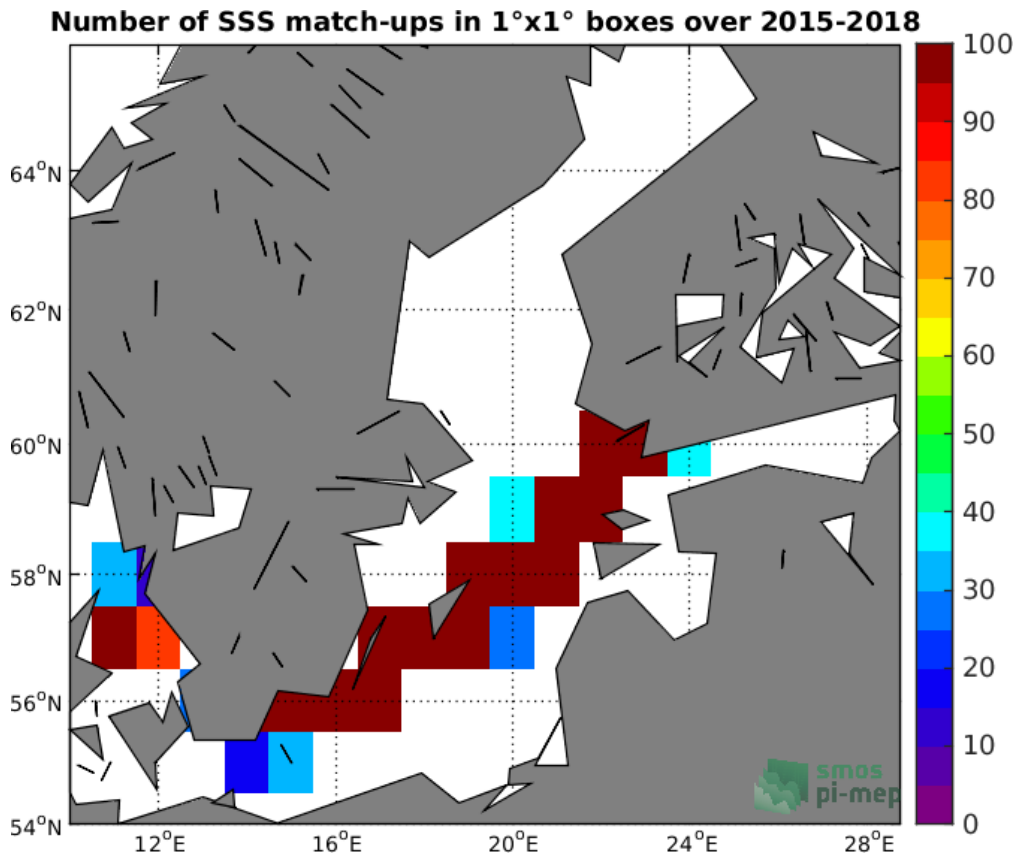 Number of SSS match-ups in 1°x1° boxes over 2015-2018
64°N
62°N
60°N
58°N
56°N
54°N
12°E
16°E
20°E
24°E
28°E
100
90
80
70
60
50
40
30
20
10
0
smos
pi-mep